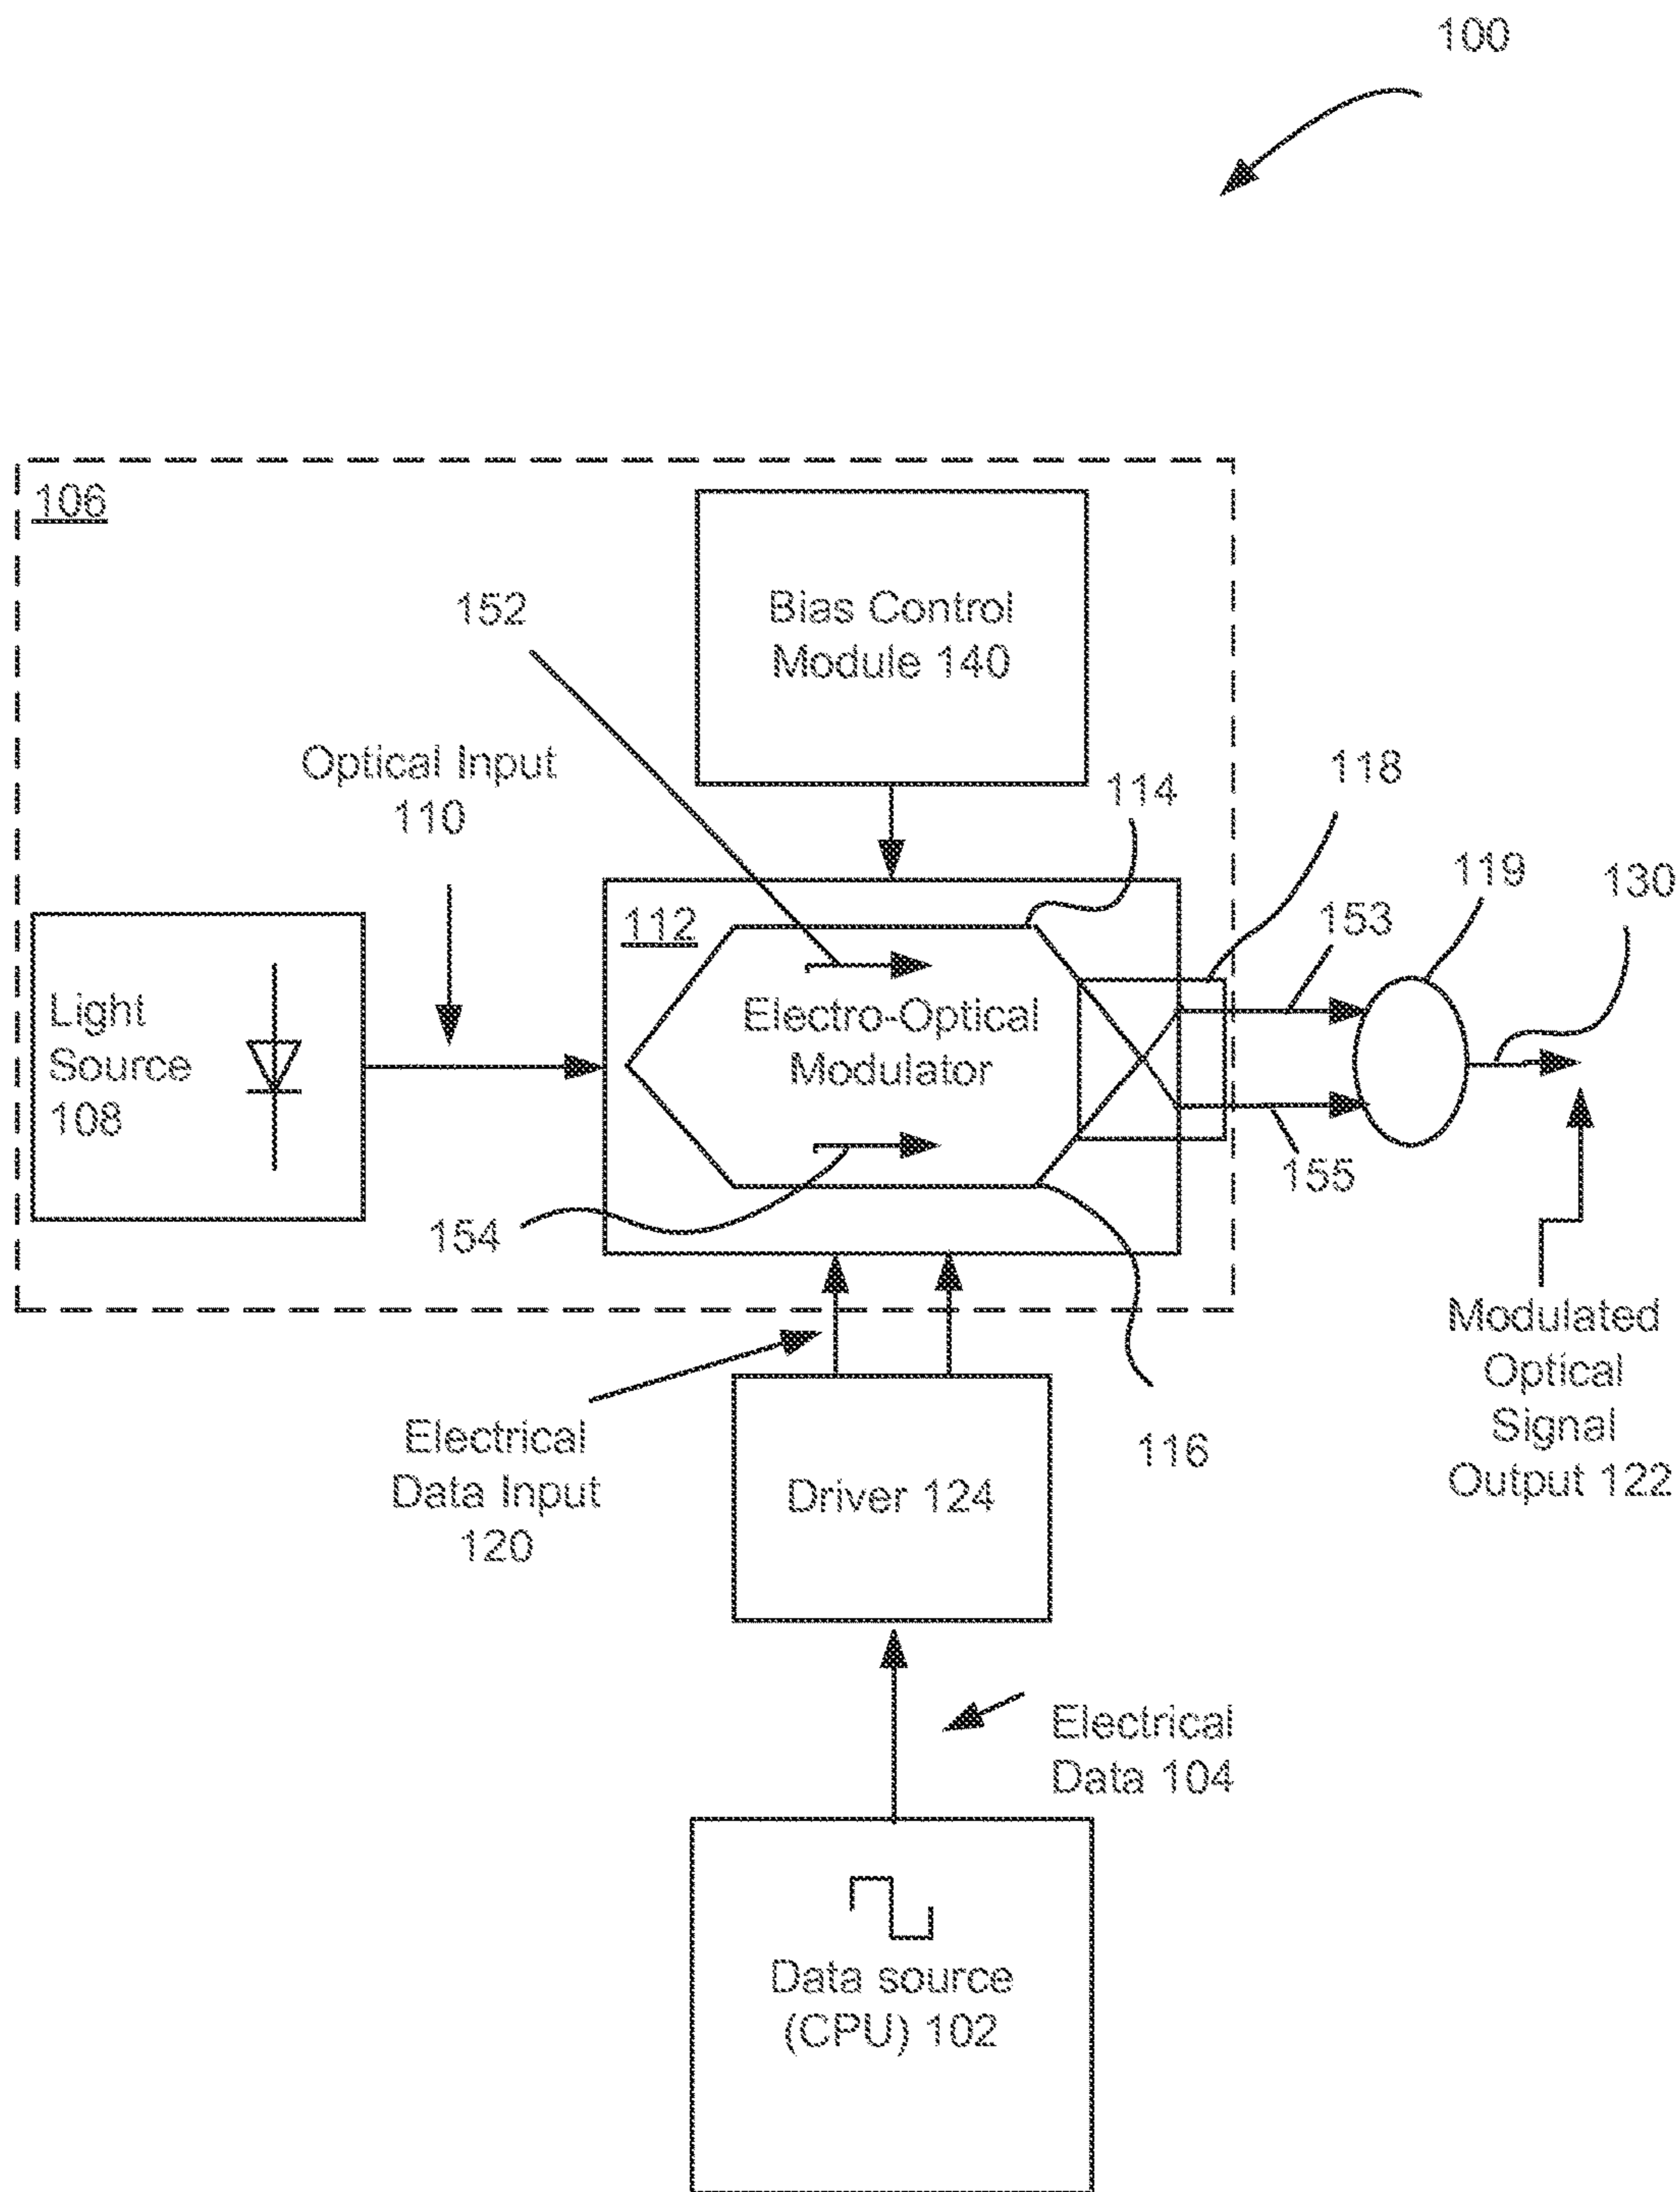 100
106
Bias Control
Module 140
152
Optical Input
110
114
118
119
130
153
112
Light
Source
108
Electro-Optical
Modulator
154
155
Modulated
Optical
Signal
Output 122
Electrical
Data Input
120
116
Driver 124
Electrical
Data 104
Data source
(CPU) 102